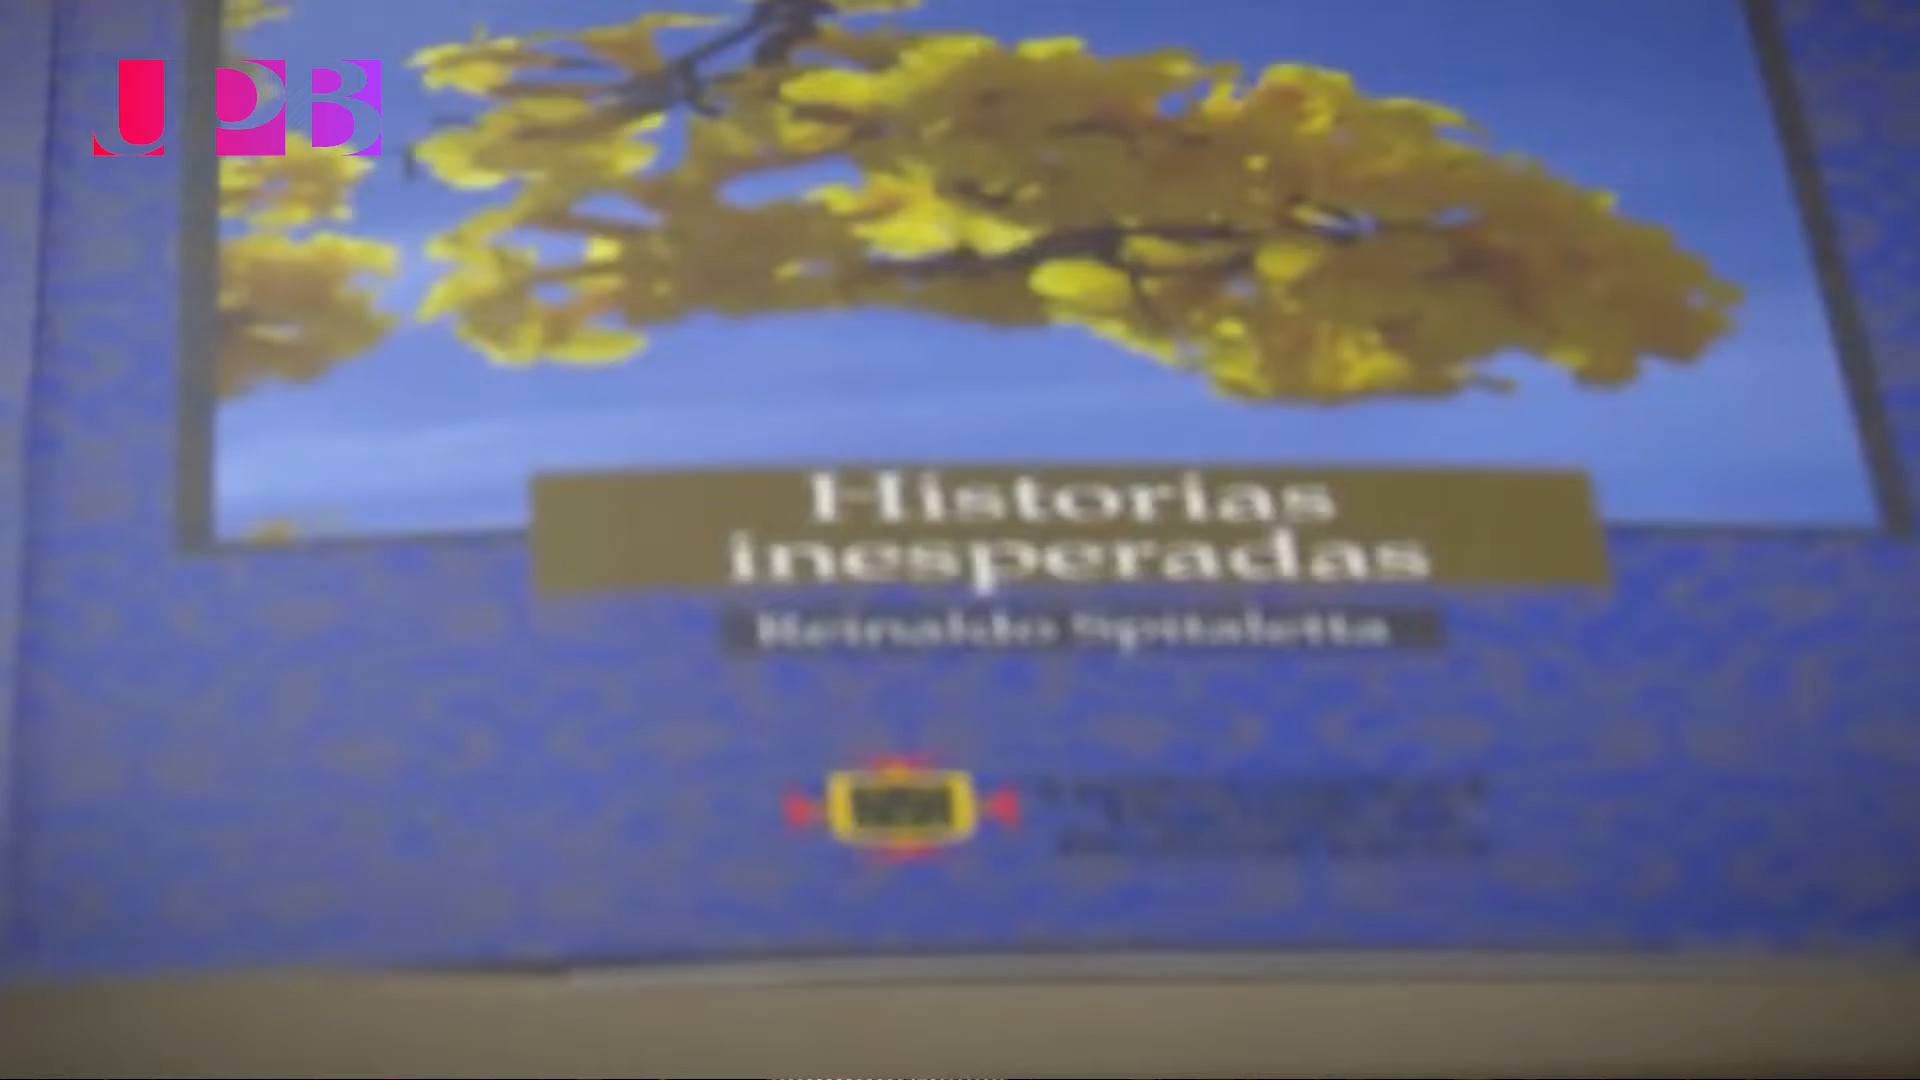 UPB
Historias
inesperadas
Reinaldo Spitaletta